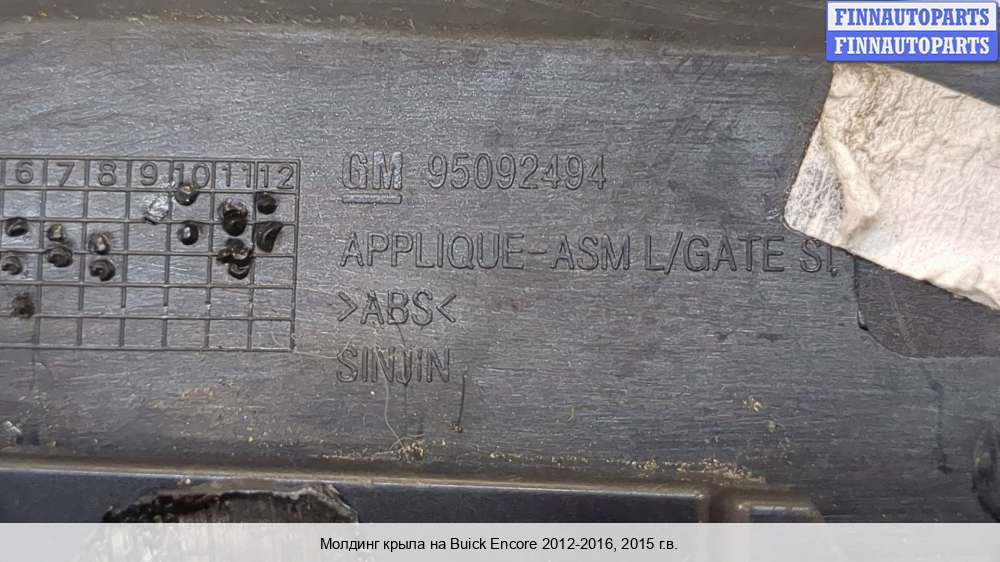 FINNAUTOPARTS
FINNAUTOPARTS
6 7 8 9 10 11 12
GM 95092494
APPLIQUE-ASM L/GATE
>ABS<
SINJIN
Молдинг крыла на Buick Encore 2012-2016, 2015 г.в.